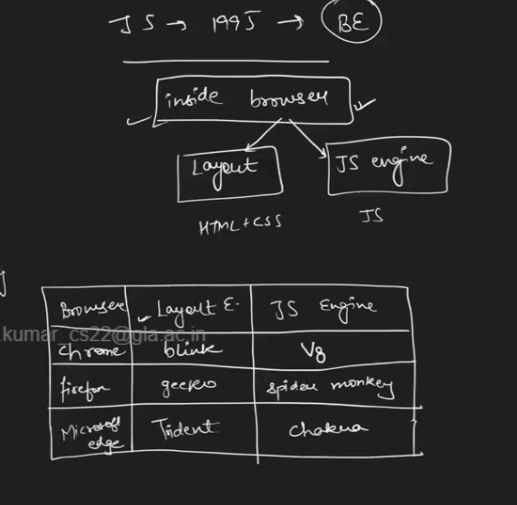 JS → 1995 → BE
inside browser
Layout JS engine
HTML+CSS JS
Browser Layout E. JS Engine
.kumar_cs22@gla.ac.in
chrome blink V8
firefox gecko spider monkey
Microsoft edge Trident chakra